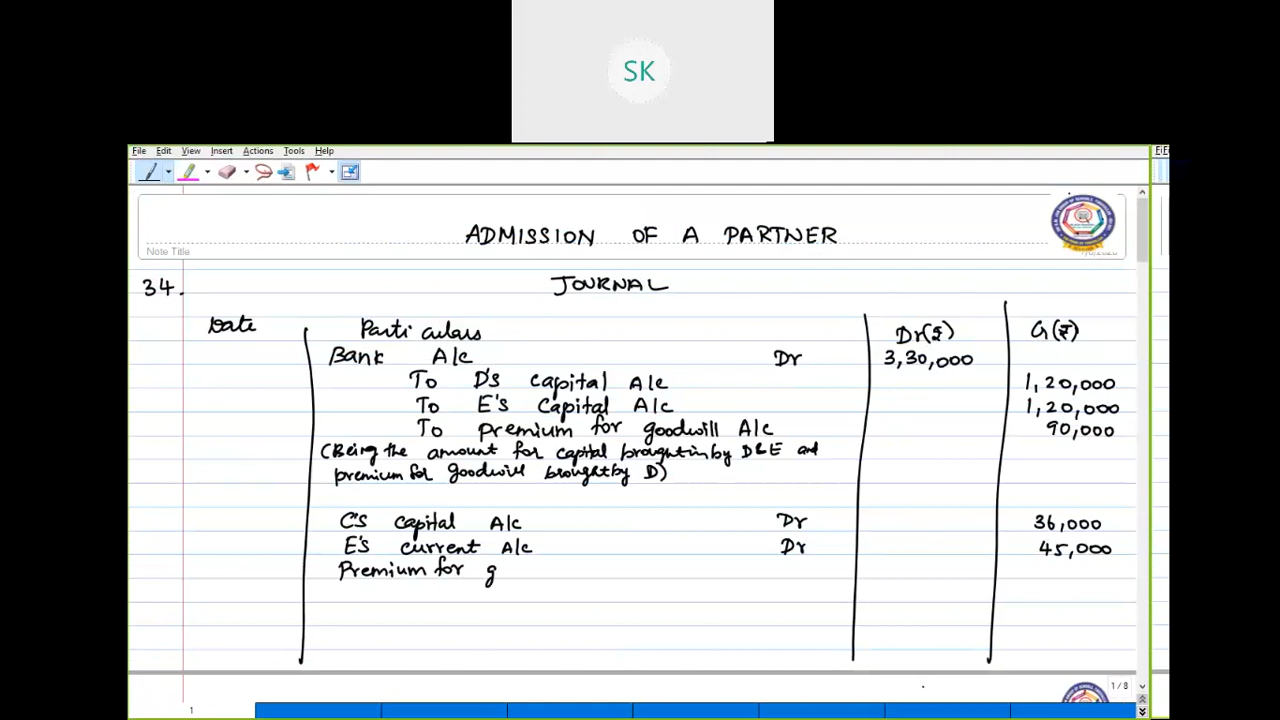 SK
File Edit View Insert Actions Tools Help
ADMISSION OF A PARTNER
Note Title
34. JOURNAL
Date Particulars Dr(₹) Cr(₹)
Bank A/c Dr 3,30,000
To D's capital A/c 1,20,000
To E's Capital A/c 1,20,000
To premium for goodwill A/c 90,000
(Being the amount for capital brought in by D & E and
premium for goodwill brought by D)
C's capital A/c Dr 36,000
E's current A/c Dr 45,000
Premium for g
1/8
1